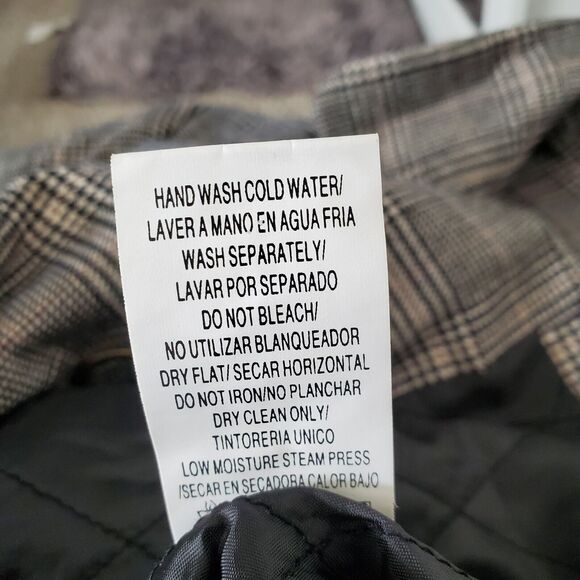 HAND WASH COLD WATER/
LAVER A MANO EN AGUA FRIA
WASH SEPARATELY/
LAVAR POR SEPARADO
DO NOT BLEACH/
NO UTILIZAR BLANQUEADOR
DRY FLAT/ SECAR HORIZONTAL
DO NOT IRON/NO PLANCHAR
DRY CLEAN ONLY/
TINTORERIA UNICO
LOW MOISTURE STEAM PRESS
/SECAR EN SECADORA CALOR BAJO